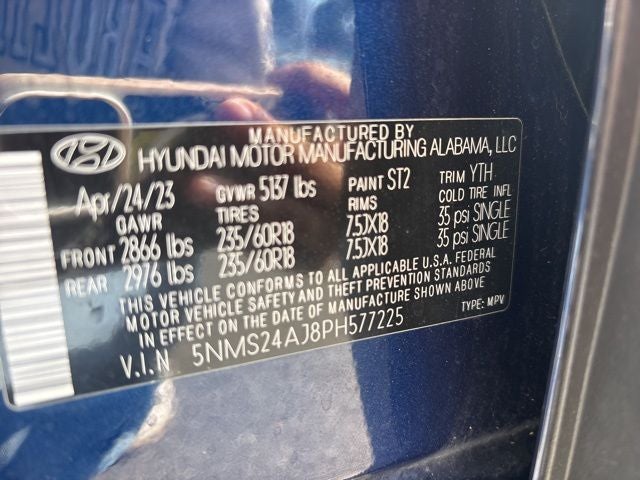 MANUFACTURED BY
HYUNDAI MOTOR MANUFACTURING ALABAMA, LLC
Apr/24/23 GVWR 5137 lbs PAINT ST2 TRIM YTH
GAWR TIRES RIMS COLD TIRE INFL
FRONT 2866 lbs 235/60R18 7.5JX18 35 psi SINGLE
REAR 2976 lbs 235/60R18 7.5JX18 35 psi SINGLE
THIS VEHICLE CONFORMS TO ALL APPLICABLE U.S.A. FEDERAL
MOTOR VEHICLE SAFETY AND THEFT PREVENTION STANDARDS
IN EFFECT ON THE DATE OF MANUFACTURE SHOWN ABOVE
V.I.N 5NMS24AJ8PH577225 TYPE: MPV